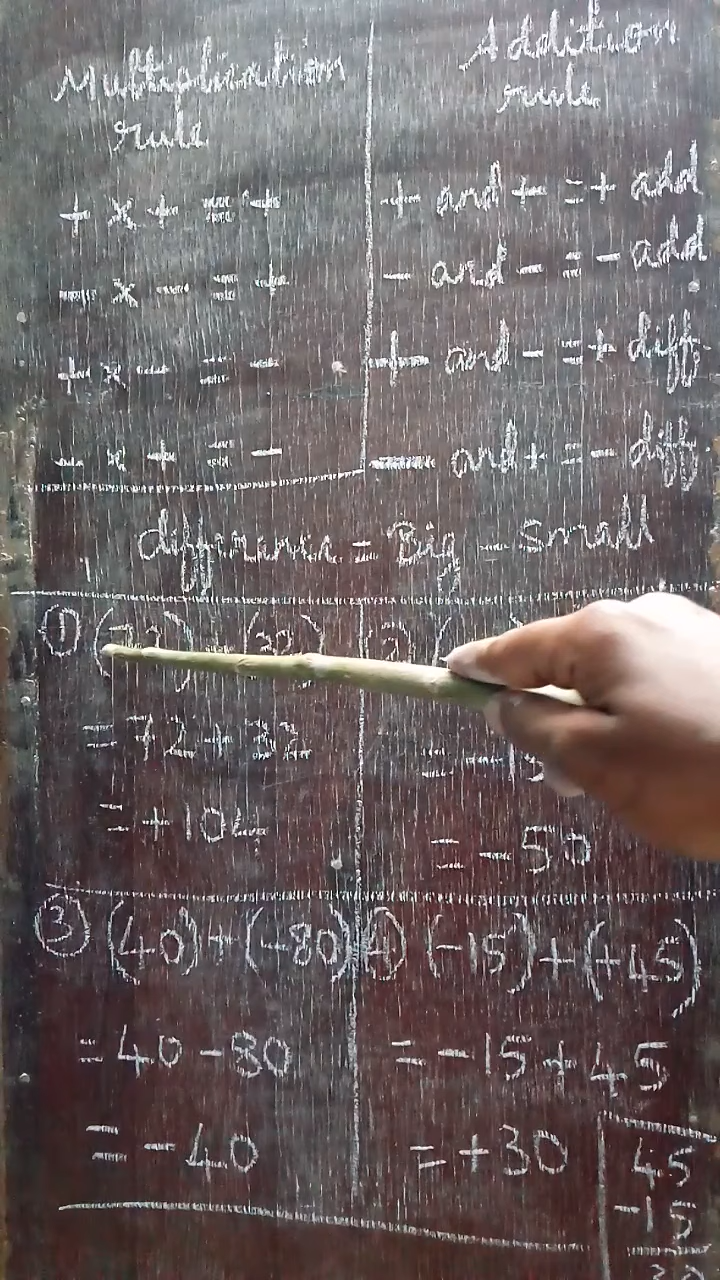 Multiplication rule
+ x + = +
- x - = +
+ x - = -
- x + = -
Addition rule
+ and + = + add
- and - = - add
+ and - = + diff
- and + = - diff
difference = Big - small
① (72) + (32)
= 72 + 32
= + 104
②
= - 50
③ (40) + (-80)
= 40 - 80
= - 40
④ (-15) + (+45)
= - 15 + 45
= + 30
45
- 15